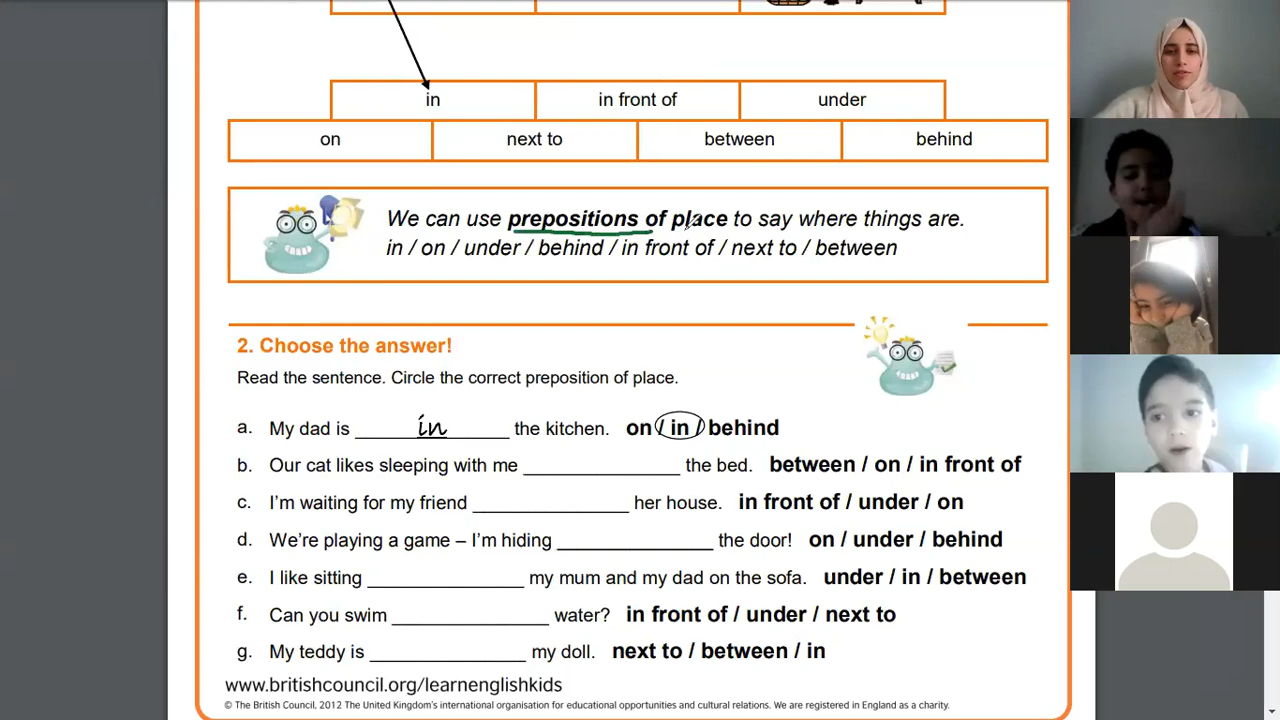 in in front of under
on next to between behind
We can use prepositions of place to say where things are.
in / on / under / behind / in front of / next to / between
2. Choose the answer!
Read the sentence. Circle the correct preposition of place.
a. My dad is ______in______ the kitchen. on / in / behind
b. Our cat likes sleeping with me ____________ the bed. between / on / in front of
c. I'm waiting for my friend ____________ her house. in front of / under / on
d. We're playing a game – I'm hiding ____________ the door! on / under / behind
e. I like sitting ____________ my mum and my dad on the sofa. under / in / between
f. Can you swim ____________ water? in front of / under / next to
g. My teddy is ____________ my doll. next to / between / in
www.britishcouncil.org/learnenglishkids
© The British Council, 2012 The United Kingdom's international organisation for educational opportunities and cultural relations. We are registered in England as a charity.